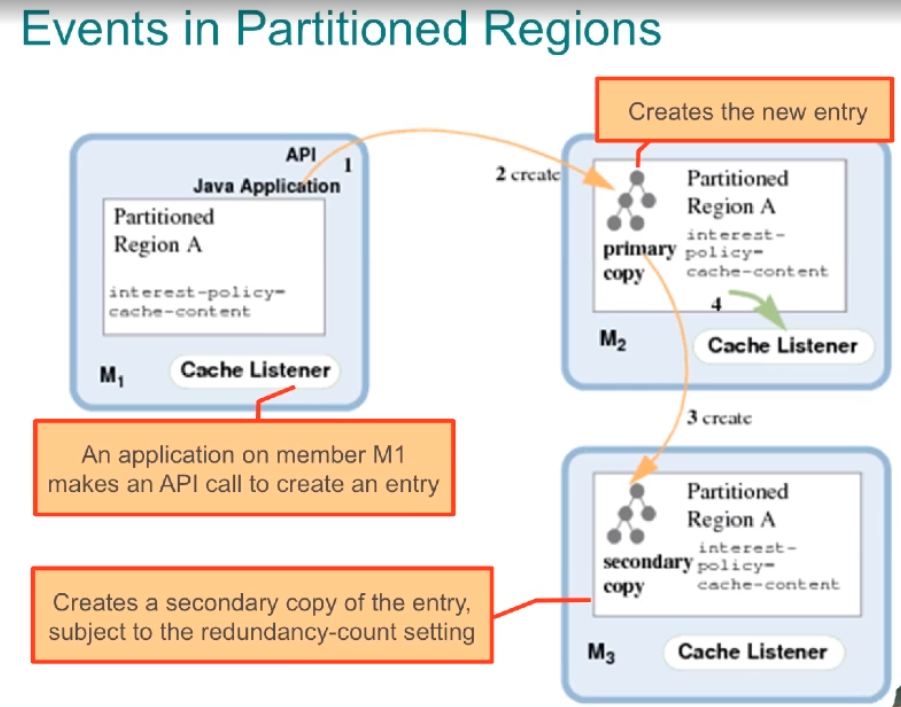 Events in Partitioned Regions
Creates the new entry
API
1
Java Application
Partitioned
Region A
interest-policy=
cache-content
M1
Cache Listener
An application on member M1
makes an API call to create an entry
2 create
Partitioned
Region A
interest-
policy=
cache-content
primary
copy
4
M2
Cache Listener
3 create
Partitioned
Region A
interest-
policy=
cache-content
secondary
copy
M3
Cache Listener
Creates a secondary copy of the entry,
subject to the redundancy-count setting